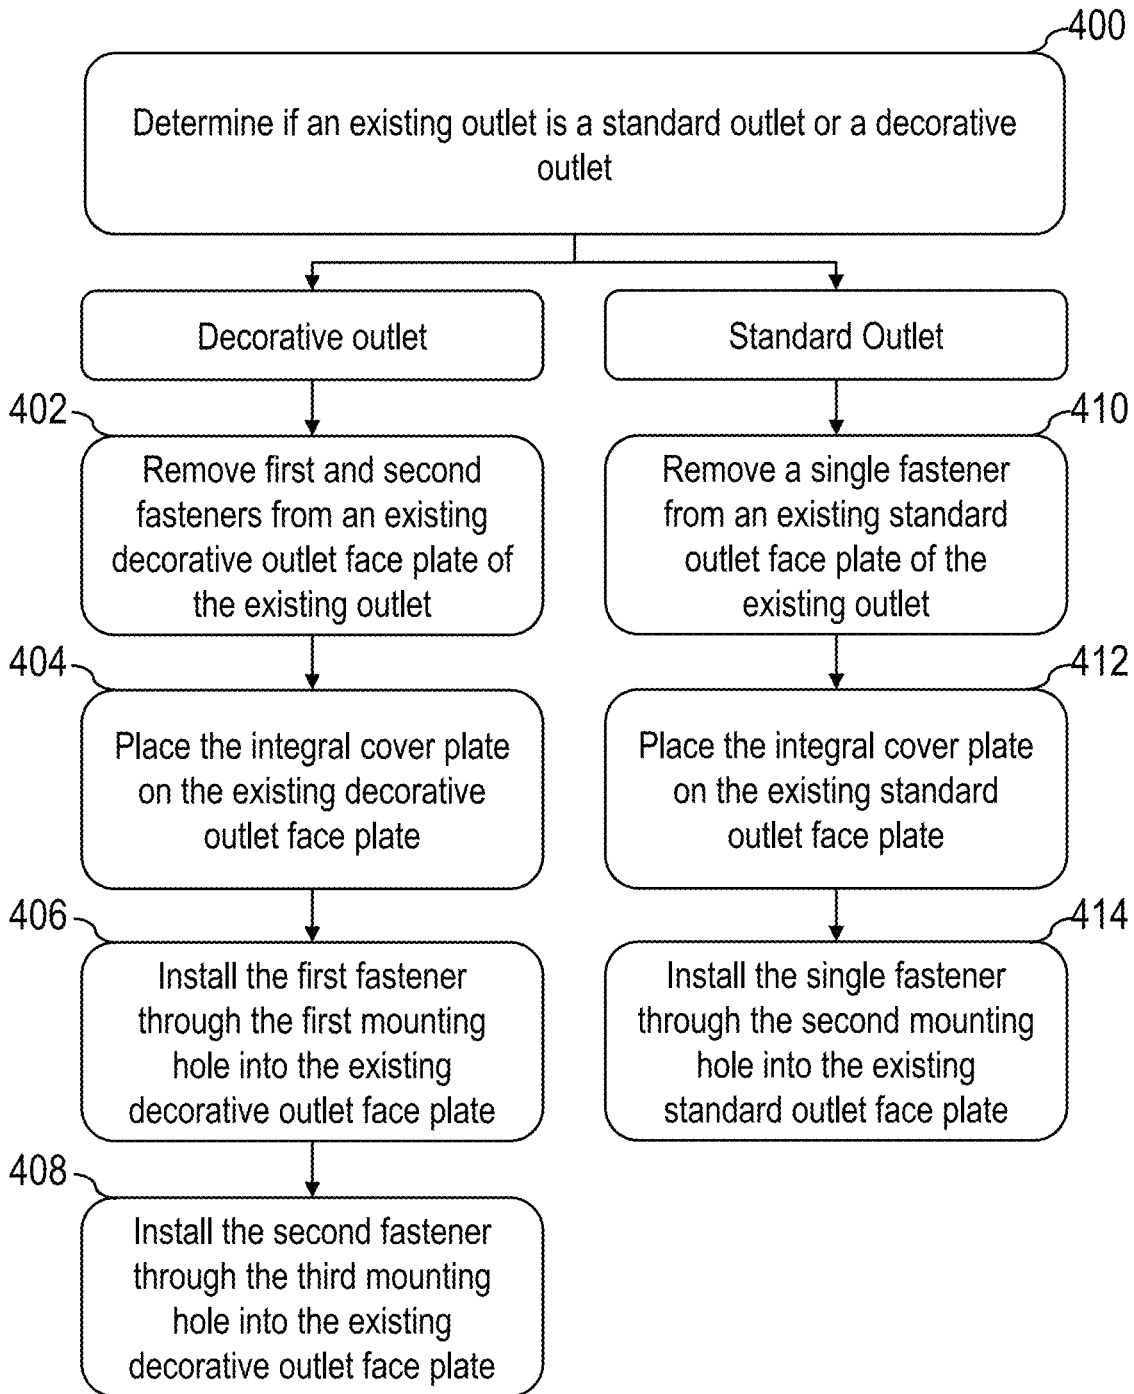 400
Determine if an existing outlet is a standard outlet or a decorative
outlet
Decorative outlet
Standard Outlet
402
Remove first and second
fasteners from an existing
decorative outlet face plate of
the existing outlet
410
Remove a single fastener
from an existing standard
outlet face plate of the
existing outlet
404
Place the integral cover plate
on the existing decorative
outlet face plate
412
Place the integral cover plate
on the existing standard
outlet face plate
406
Install the first fastener
through the first mounting
hole into the existing
decorative outlet face plate
414
Install the single fastener
through the second mounting
hole into the existing
standard outlet face plate
408
Install the second fastener
through the third mounting
hole into the existing
decorative outlet face plate